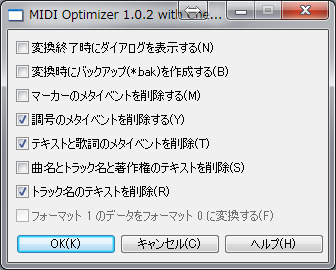 MIDI Optimizer 1.0.2 with
変換終了時にダイアログを表示する(N)
変換時にバックアップ(*bak)を作成する(B)
マーカーのメタイベントを削除する(M)
調号のメタイベントを削除する(Y)
テキストと歌詞のメタイベントを削除(T)
曲名とトラック名と著作権のテキストを削除(S)
トラック名のテキストを削除(R)
フォーマット 1 のデータをフォーマット 0 に変換する(F)
OK(K)
キャンセル(C)
ヘルプ(H)